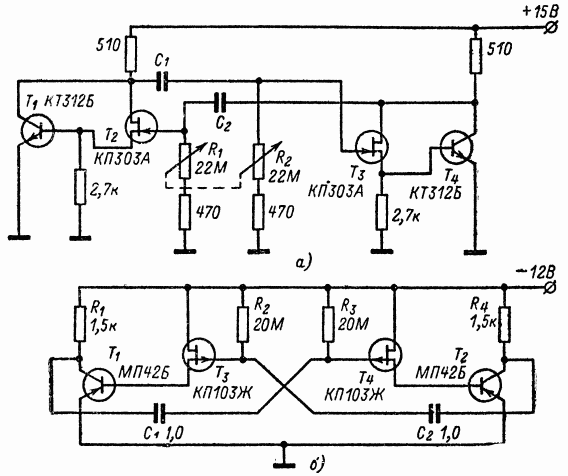 +15В
510
C₁
510
T₁ КТ312Б
T₂
КП303А
C₂
R₁
22М
R₂
22М
T₃
КП303А
T₄
КТ312Б
2,7к
470
470
2,7к
а)
−12В
R₁
1,5к
R₂
20М
R₃
20М
R₄
1,5к
T₁
МП42Б
T₃
КП103Ж
T₄
КП103Ж
T₂
МП42Б
C₁ 1,0
C₂ 1,0
б)